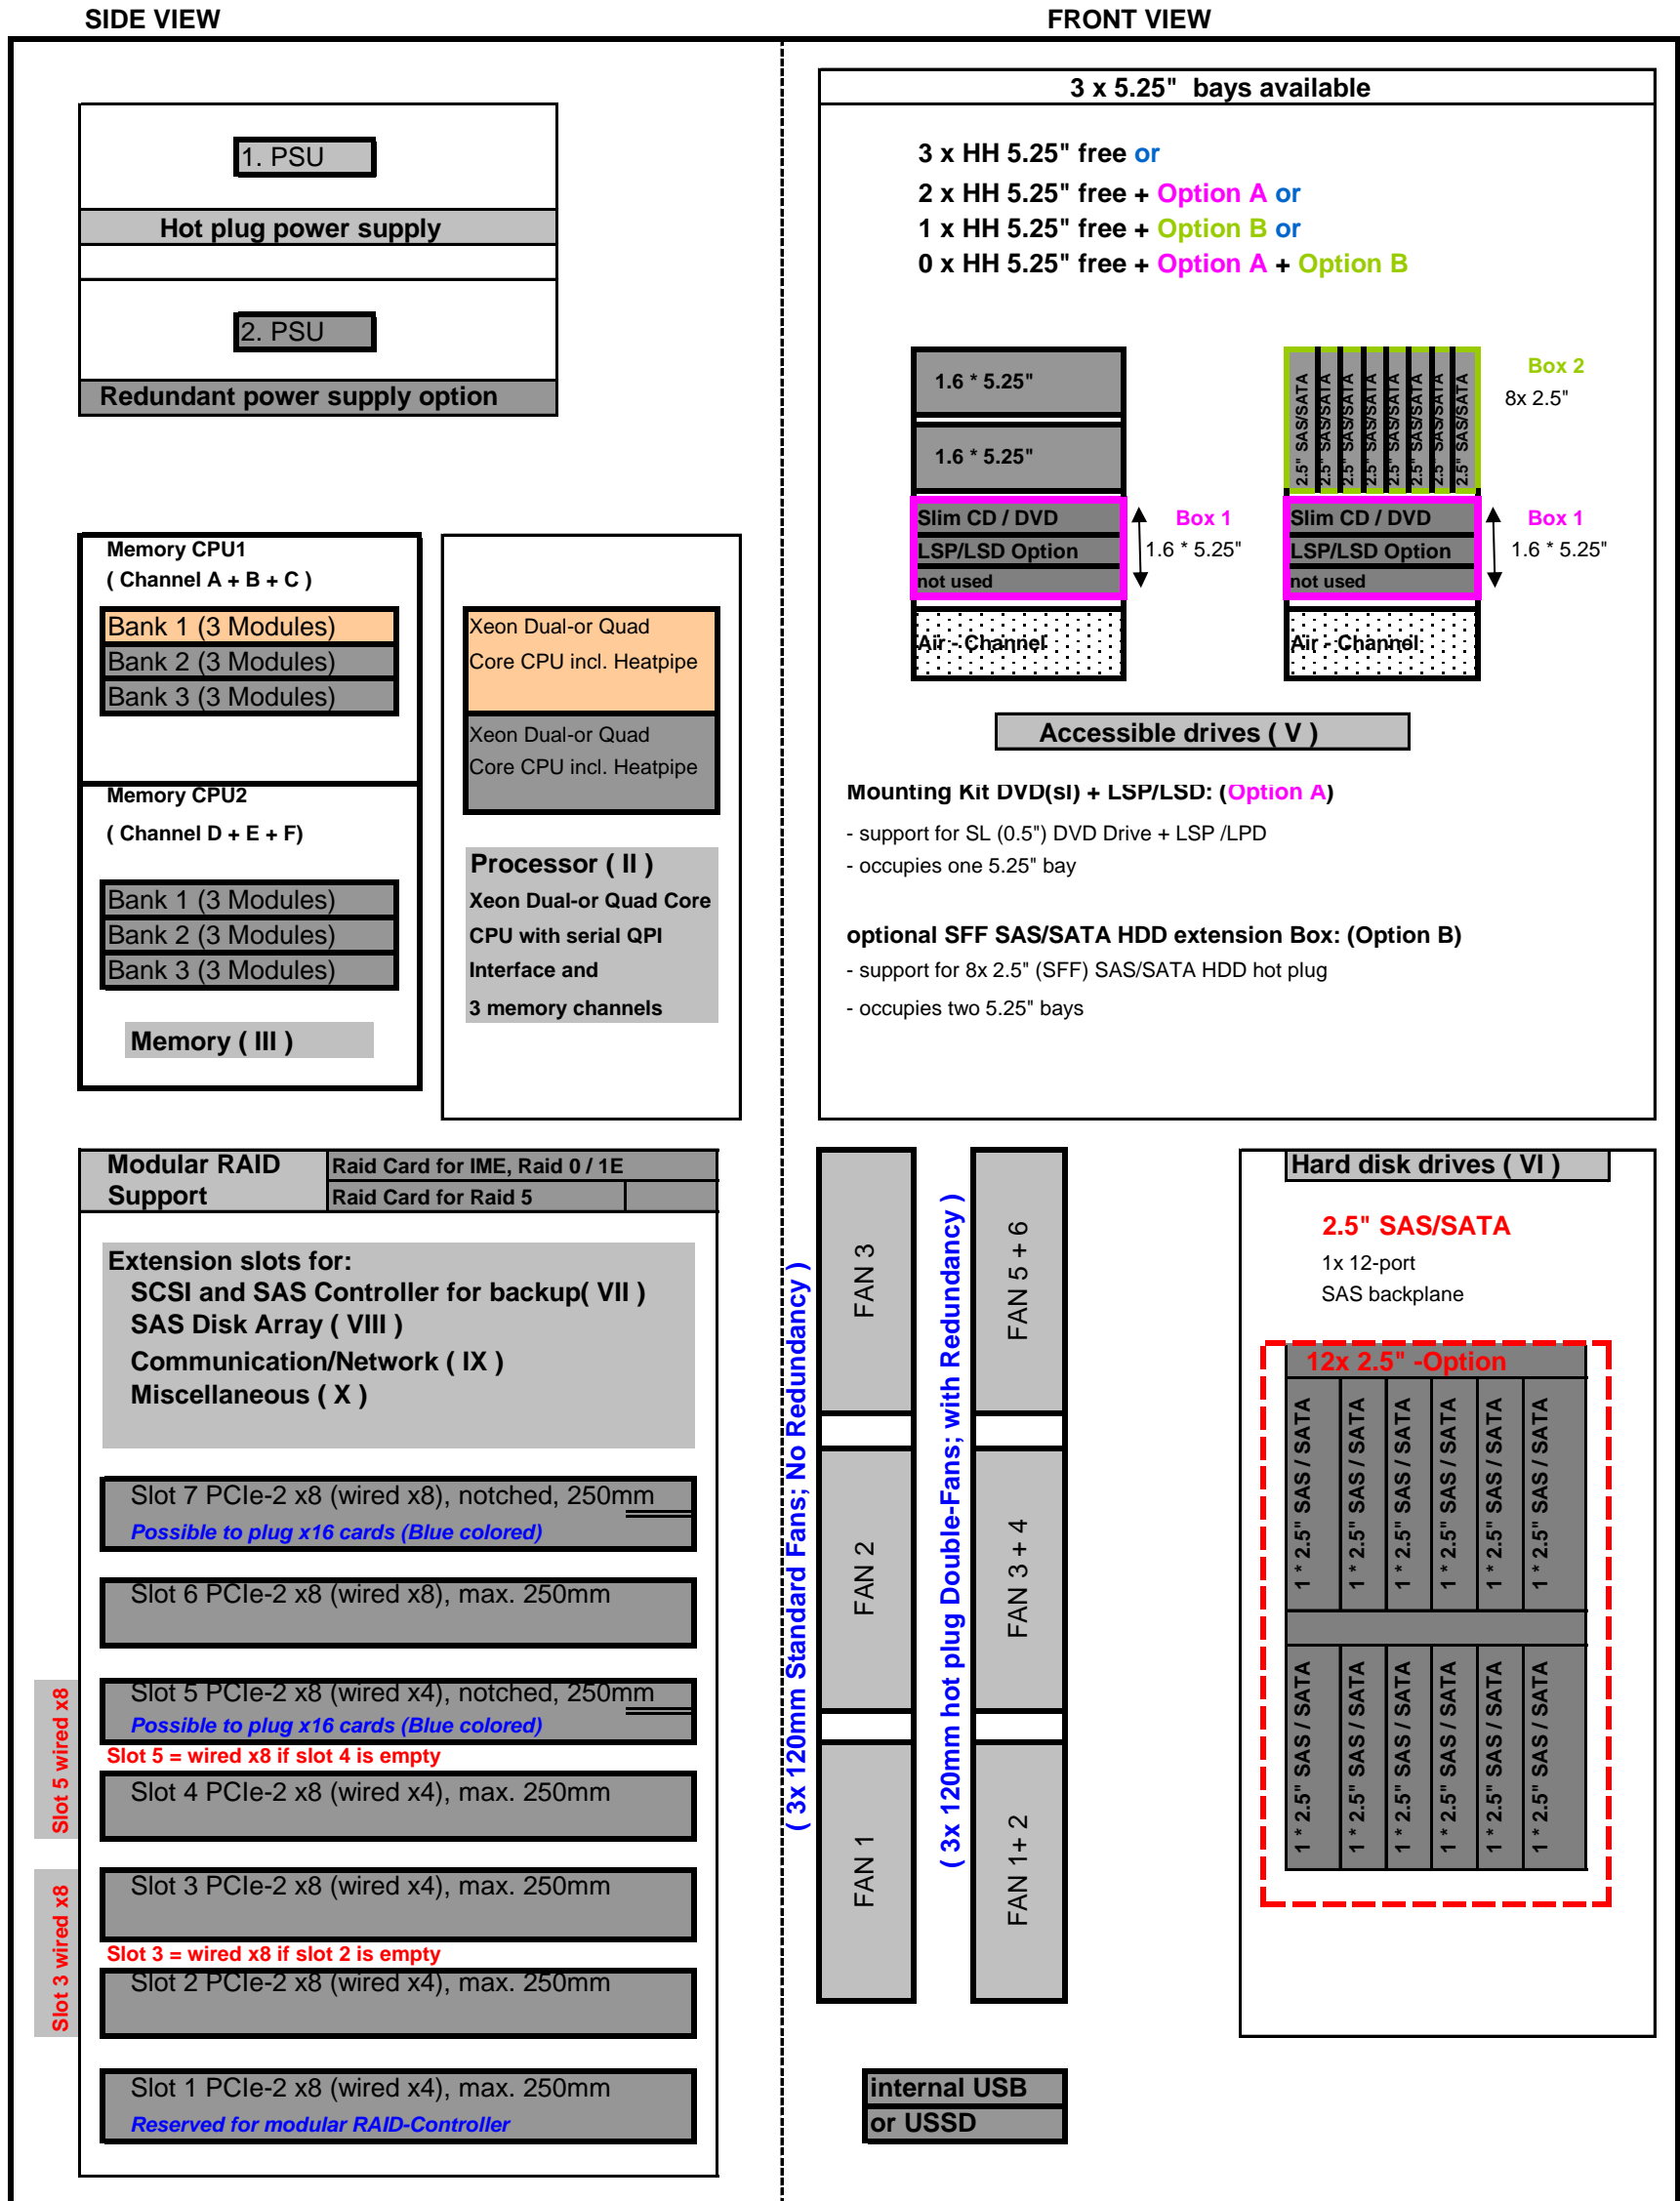 SIDE VIEW
FRONT VIEW
1. PSU
Hot plug power supply
2. PSU
Redundant power supply option
Memory CPU1
( Channel A + B + C )
Bank 1 (3 Modules)
Bank 2 (3 Modules)
Bank 3 (3 Modules)
Memory CPU2
( Channel D + E + F)
Bank 1 (3 Modules)
Bank 2 (3 Modules)
Bank 3 (3 Modules)
Memory ( III )
Xeon Dual-or Quad
Core CPU incl. Heatpipe
Xeon Dual-or Quad
Core CPU incl. Heatpipe
Processor ( II )
Xeon Dual-or Quad Core
CPU with serial QPI
Interface and
3 memory channels
3 x 5.25" bays available
3 x HH 5.25" free or
2 x HH 5.25" free + Option A or
1 x HH 5.25" free + Option B or
0 x HH 5.25" free + Option A + Option B
1.6 * 5.25"
1.6 * 5.25"
Slim CD / DVD
LSP/LSD Option
not used
Air - Channel
Box 1
1.6 * 5.25"
2.5" SAS/SATA
2.5" SAS/SATA
2.5" SAS/SATA
2.5" SAS/SATA
2.5" SAS/SATA
2.5" SAS/SATA
2.5" SAS/SATA
2.5" SAS/SATA
Box 2
8x 2.5"
Slim CD / DVD
LSP/LSD Option
not used
Air - Channel
Box 1
1.6 * 5.25"
Accessible drives ( V )
Mounting Kit DVD(sl) + LSP/LSD: (Option A)
- support for SL (0.5") DVD Drive + LSP /LPD
- occupies one 5.25" bay
optional SFF SAS/SATA HDD extension Box: (Option B)
- support for 8x 2.5" (SFF) SAS/SATA HDD hot plug
- occupies two 5.25" bays
Modular RAID
Support
Raid Card for IME, Raid 0 / 1E
Raid Card for Raid 5
Extension slots for:
SCSI and SAS Controller for backup( VII )
SAS Disk Array ( VIII )
Communication/Network ( IX )
Miscellaneous ( X )
Slot 7 PCIe-2 x8 (wired x8), notched, 250mm
Possible to plug x16 cards (Blue colored)
Slot 6 PCIe-2 x8 (wired x8), max. 250mm
Slot 5 PCIe-2 x8 (wired x4), notched, 250mm
Possible to plug x16 cards (Blue colored)
Slot 5 = wired x8 if slot 4 is empty
Slot 4 PCIe-2 x8 (wired x4), max. 250mm
Slot 5 wired x8
Slot 3 PCIe-2 x8 (wired x4), max. 250mm
Slot 3 = wired x8 if slot 2 is empty
Slot 2 PCIe-2 x8 (wired x4), max. 250mm
Slot 3 wired x8
Slot 1 PCIe-2 x8 (wired x4), max. 250mm
Reserved for modular RAID-Controller
( 3x 120mm Standard Fans; No Redundancy )
FAN 3
FAN 2
FAN 1
( 3x 120mm hot plug Double-Fans; with Redundancy )
FAN 5 + 6
FAN 3 + 4
FAN 1+ 2
internal USB
or USSD
Hard disk drives ( VI )
2.5" SAS/SATA
1x 12-port
SAS backplane
12x 2.5" -Option
1 * 2.5" SAS / SATA
1 * 2.5" SAS / SATA
1 * 2.5" SAS / SATA
1 * 2.5" SAS / SATA
1 * 2.5" SAS / SATA
1 * 2.5" SAS / SATA
1 * 2.5" SAS / SATA
1 * 2.5" SAS / SATA
1 * 2.5" SAS / SATA
1 * 2.5" SAS / SATA
1 * 2.5" SAS / SATA
1 * 2.5" SAS / SATA